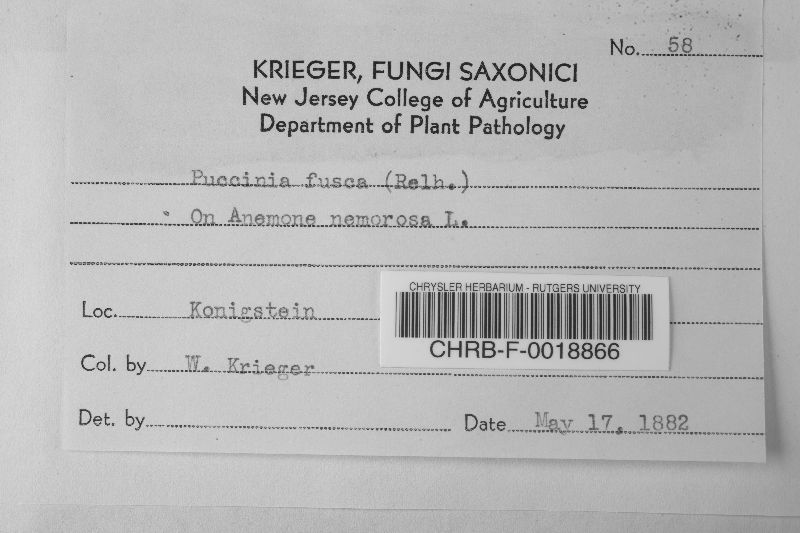 No. 58
KRIEGER, FUNGI SAXONICI
New Jersey College of Agriculture
Department of Plant Pathology
Puccinia fusca (Relh.)
On Anemone nemorosa L.
CHRYSLER HERBARIUM - RUTGERS UNIVERSITY
Loc. Konigstein
CHRB-F-0018866
Col. by W. Krieger
Det. by
Date May 17, 1882